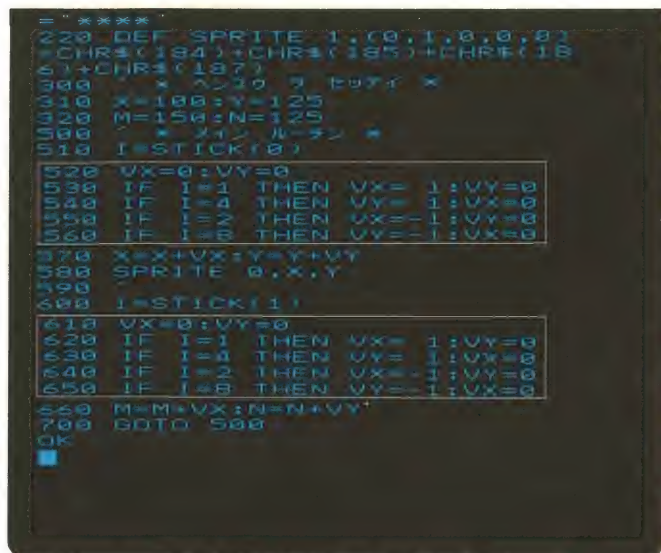 = "****"
220 DEF SPRITE 1,(0,1,0,0,0)
=CHR$(184)+CHR$(185)+CHR$(18
6)+CHR$(187)
300 ' * ヘンスウ ヲ セッテイ *
310 X=100:Y=125
320 M=150:N=125
500 ' * メイン ルーチン *
510 I=STICK(0)
520 VX=0:VY=0
530 IF I=1 THEN VX= 1:VY=0
540 IF I=4 THEN VY= 1:VX=0
550 IF I=2 THEN VX=-1:VY=0
560 IF I=8 THEN VY=-1:VX=0
570 X=X+VX:Y=Y+VY
580 SPRITE 0,X,Y
590 '
600 I=STICK(1)
610 VX=0:VY=0
620 IF I=1 THEN VX= 1:VY=0
630 IF I=4 THEN VY= 1:VX=0
640 IF I=2 THEN VX=-1:VY=0
650 IF I=8 THEN VY=-1:VX=0
660 M=M+VX:N=N+VY
700 GOTO 500
OK